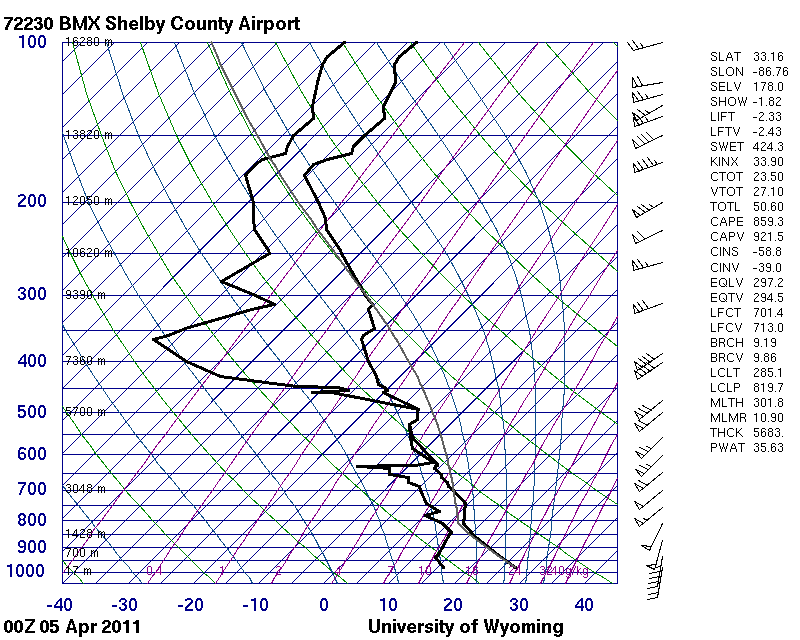 72230 BMX Shelby County Airport
100 16280 m
13820 m
200 12050 m
10620 m
300 9390 m
400 7360 m
500 5700 m
600
700 3048 m
800
1428 m
900
700 m
1000 17 m 0.4 1 2 4 7 10 16 24 32 40g/kg
-40 -30 -20 -10 0 10 20 30 40
00Z 05 Apr 2011 University of Wyoming
SLAT 33.16
SLON -86.76
SELV 178.0
SHOW -1.82
LIFT -2.33
LFTV -2.43
SWET 424.3
KINX 33.90
CTOT 23.50
VTOT 27.10
TOTL 50.60
CAPE 859.3
CAPV 921.5
CINS -58.8
CINV -39.0
EQLV 297.2
EQTV 294.5
LFCT 701.4
LFCV 713.0
BRCH 9.19
BRCV 9.86
LCLT 285.1
LCLP 819.7
MLTH 301.8
MLMR 10.90
THCK 5683.
PWAT 35.63